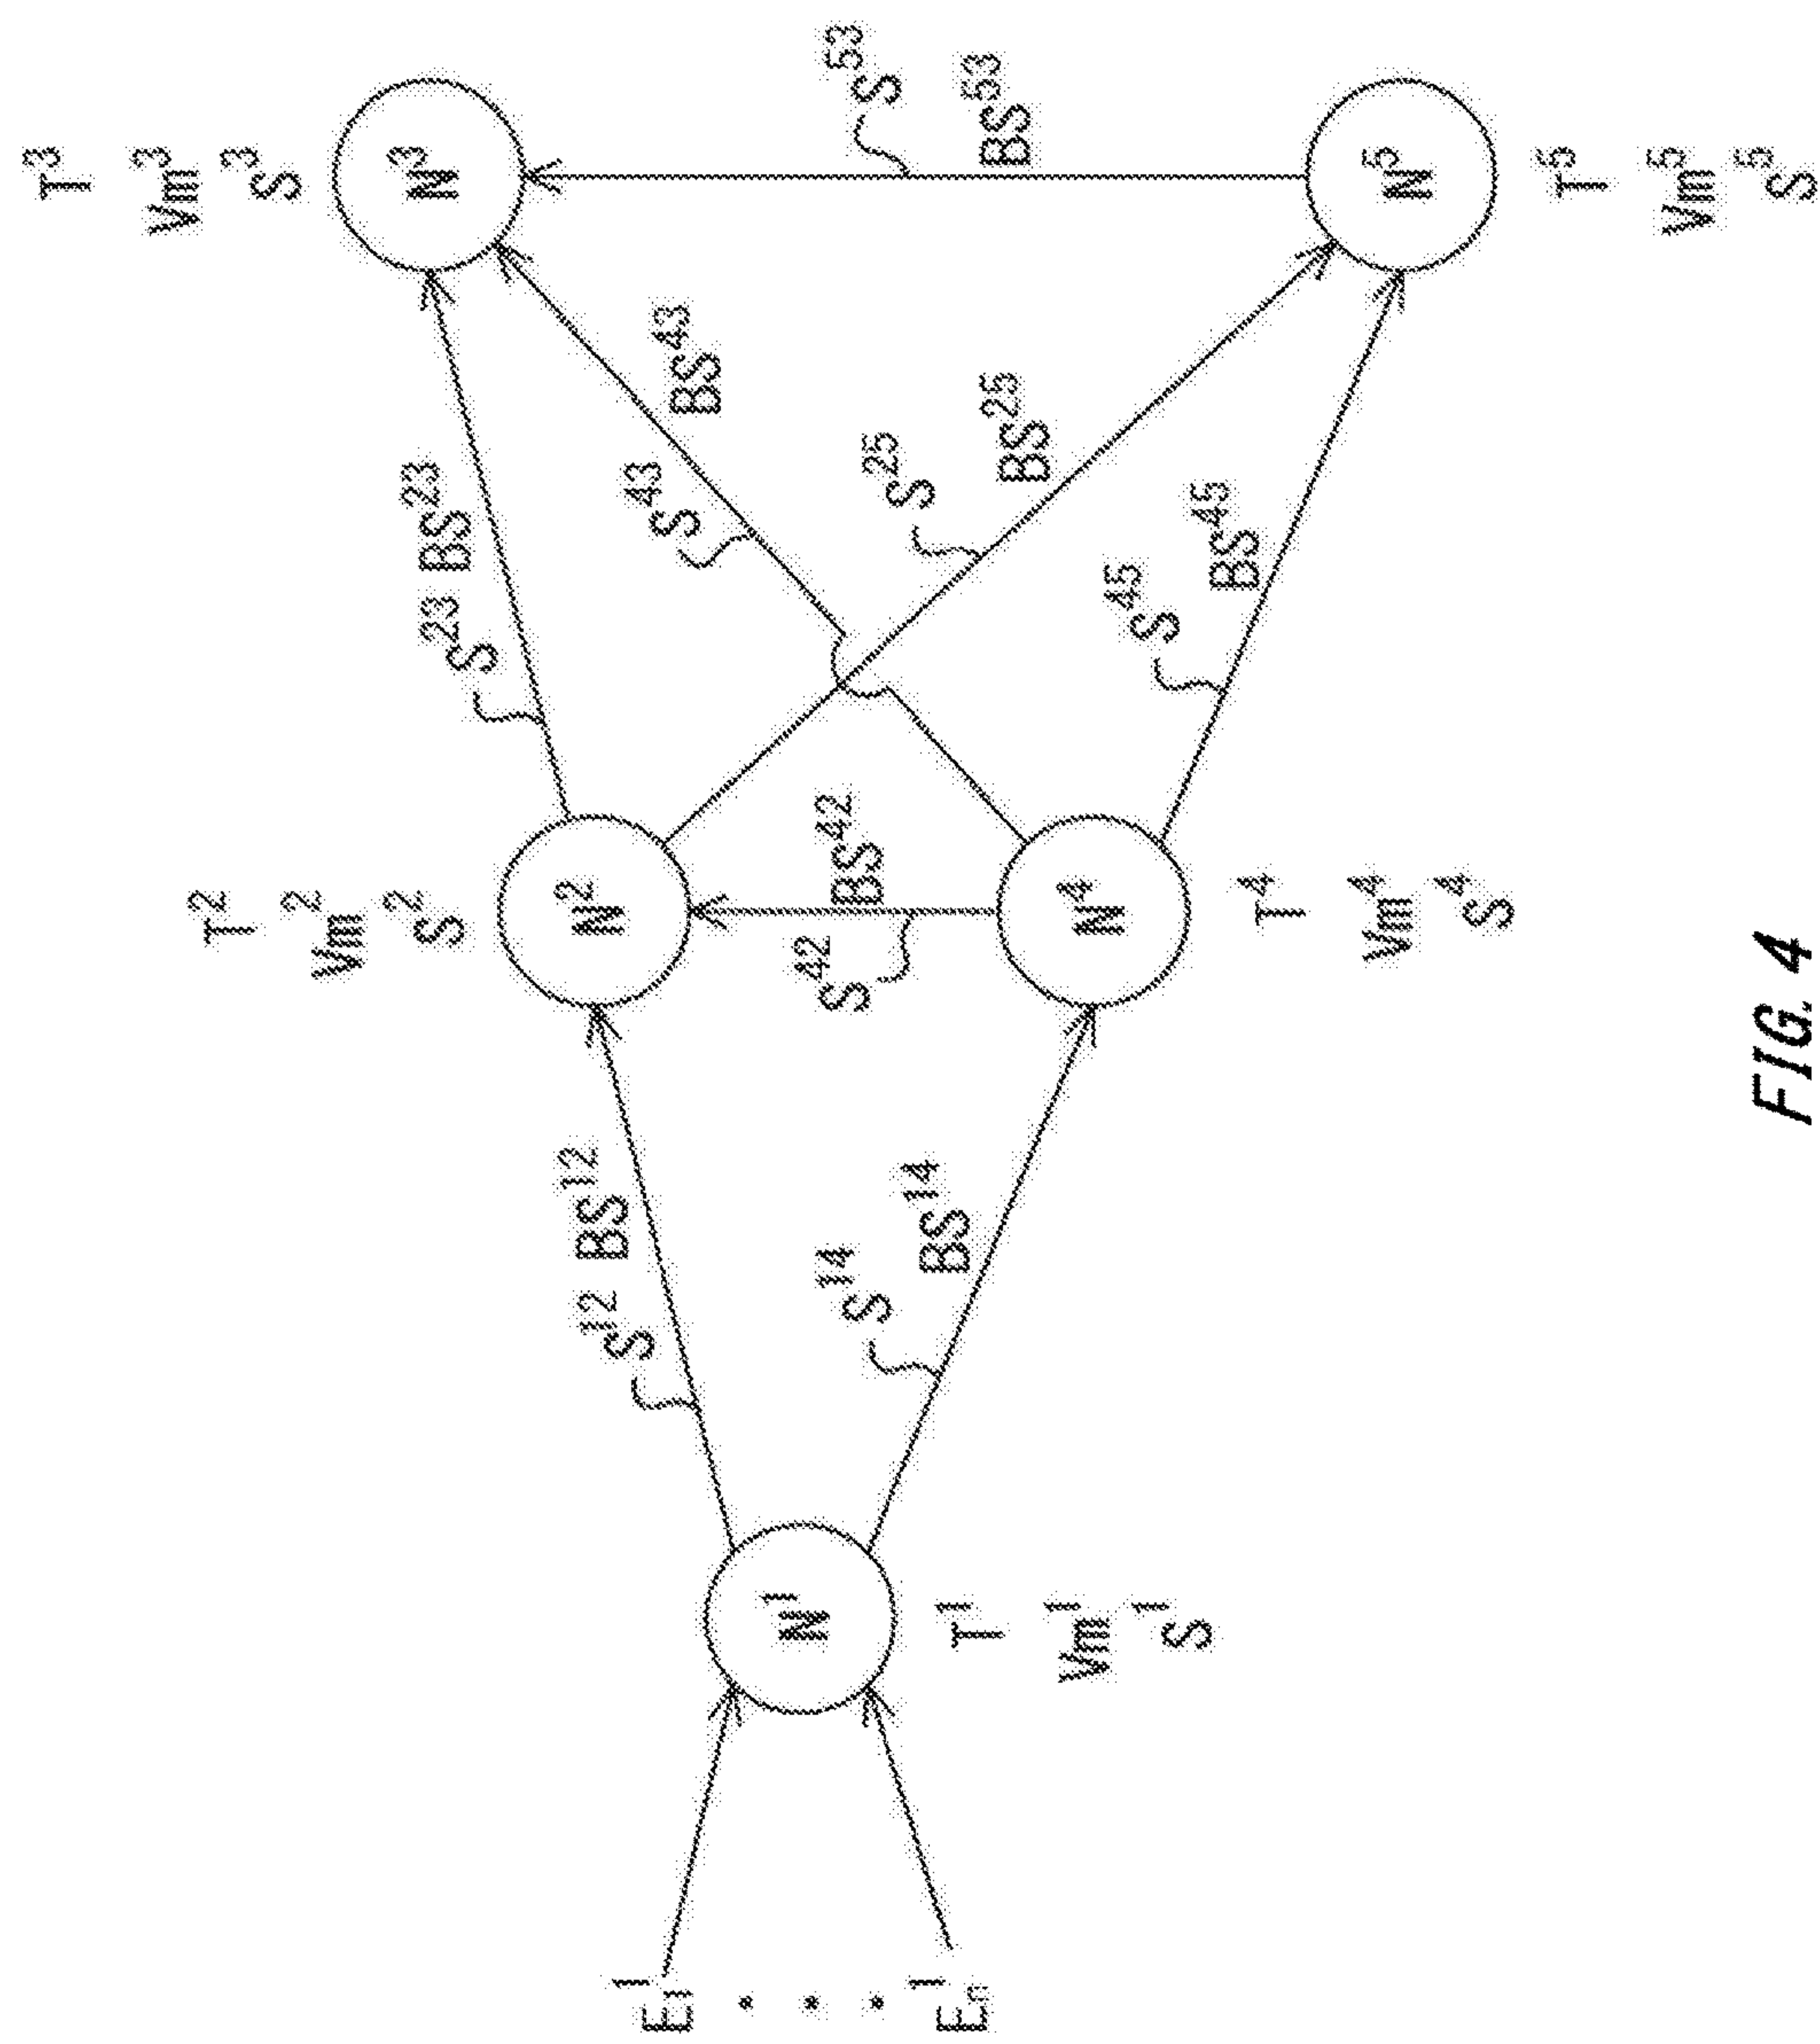 T² T³
Vm² Vm³
S² S³
N² N³
S¹² BS¹²
S²³ BS²³
E₁¹
N¹
S⁴² BS⁴²
S⁴³ BS⁴³
S⁵³
BS⁵³
Eₙ¹
S¹⁴ BS¹⁴
S²⁵ BS²⁵
T¹
Vm¹
S¹
N⁴
S⁴⁵ BS⁴⁵
N⁵
T⁴
Vm⁴
S⁴
T⁵
Vm⁵
S⁵
FIG. 4